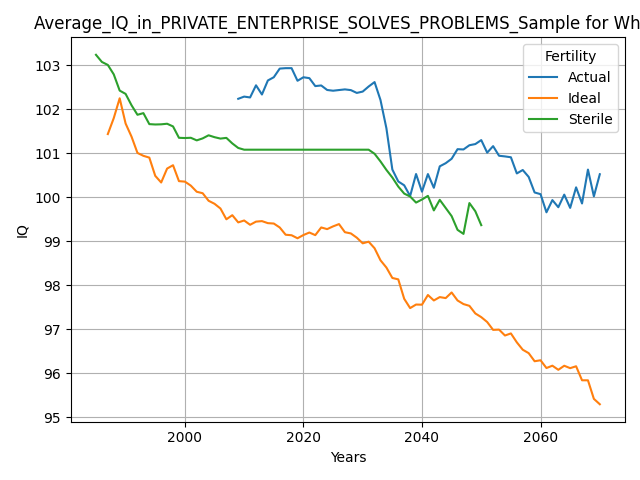 Average_IQ_in_PRIVATE_ENTERPRISE_SOLVES_PROBLEMS_Sample for Wh
Fertility
Actual
Ideal
Sterile
103
102
101
100
99
98
97
96
95
IQ
2000 2020 2040 2060
Years